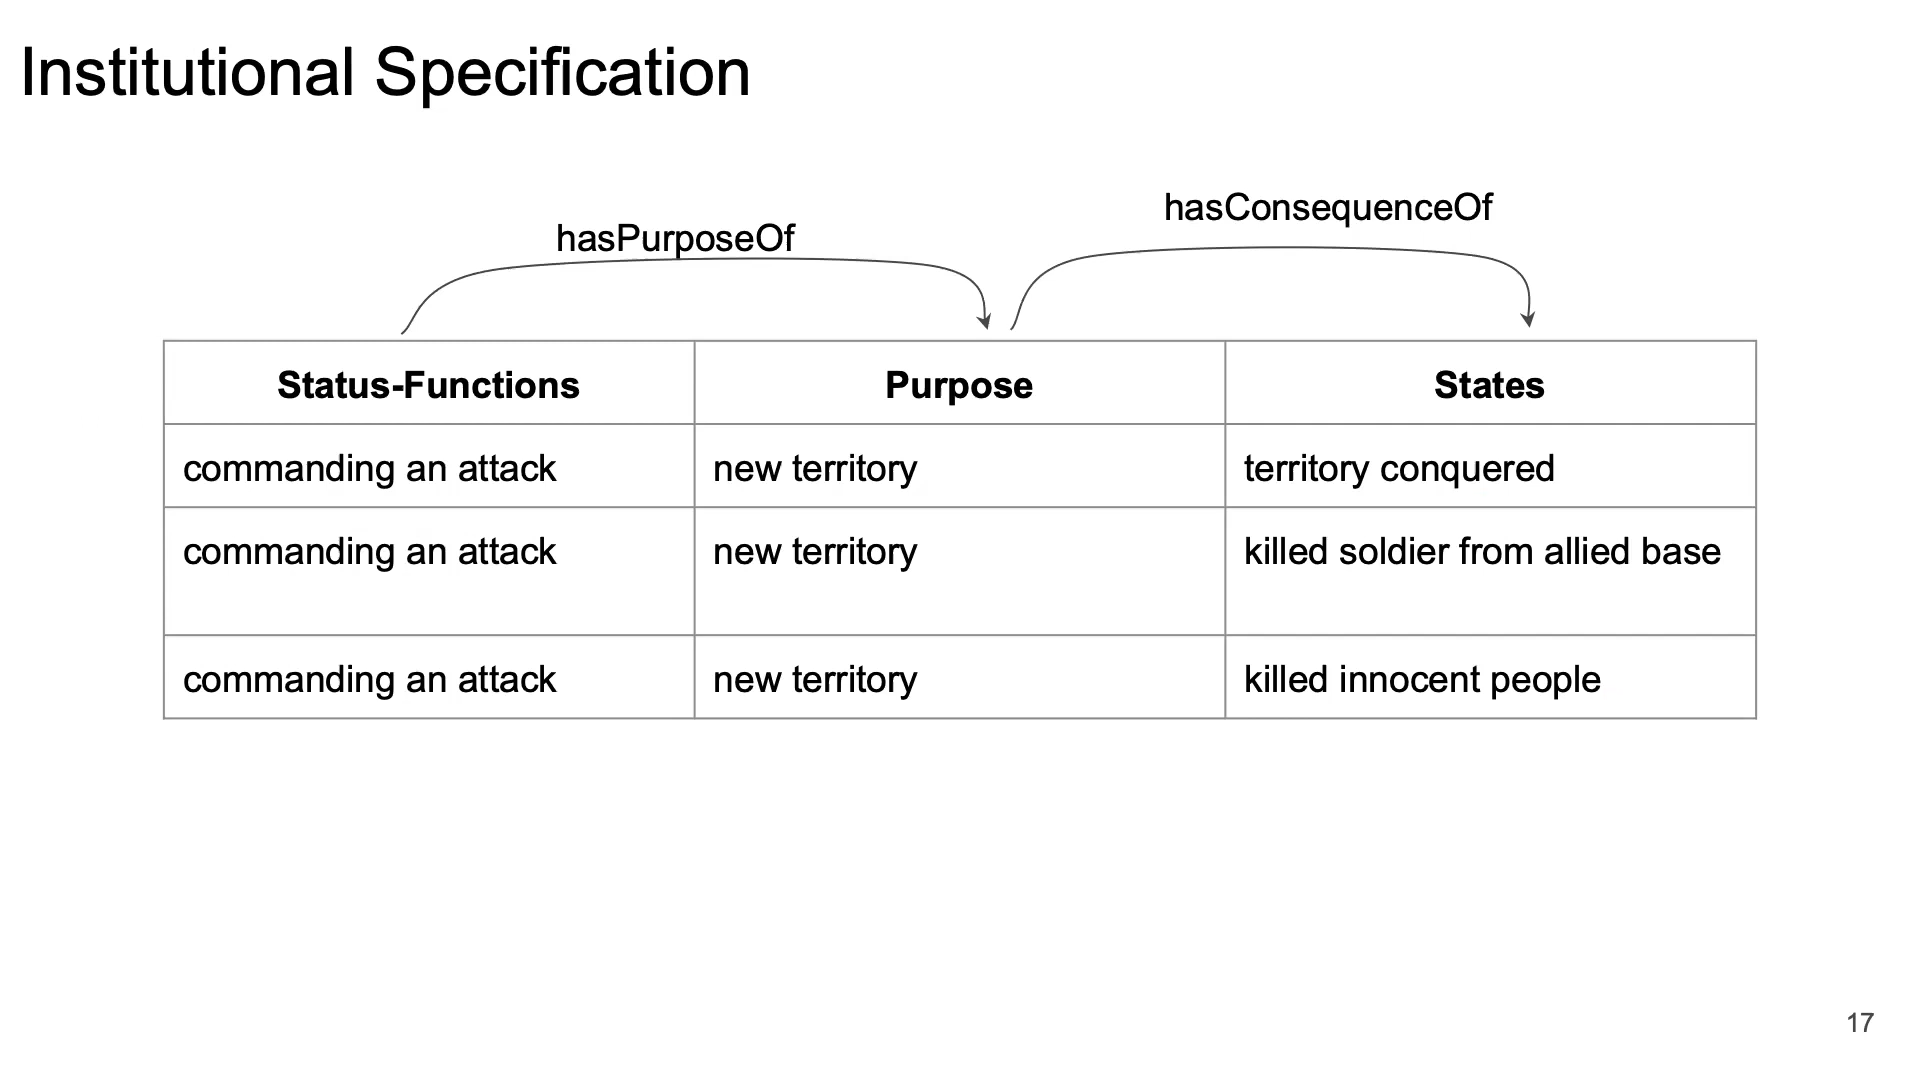 Institutional Specification
hasPurposeOf
hasConsequenceOf
Status-Functions
Purpose
States
commanding an attack
new territory
territory conquered
commanding an attack
new territory
killed soldier from allied base
commanding an attack
new territory
killed innocent people
17